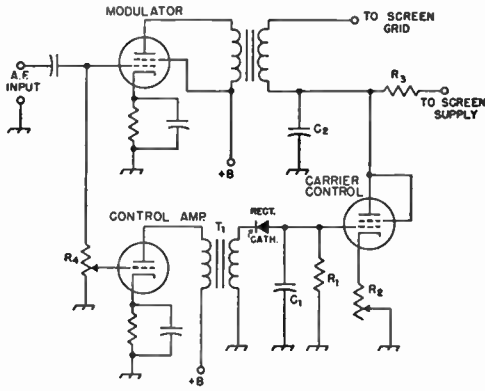 MODULATOR
TO SCREEN
GRID
A.F.
INPUT
R3
TO SCREEN
SUPPLY
C2
+B
CARRIER
CONTROL
CONTROL AMP.
T1
RECT.
CATH.
R4
C1
R1
R2
+B